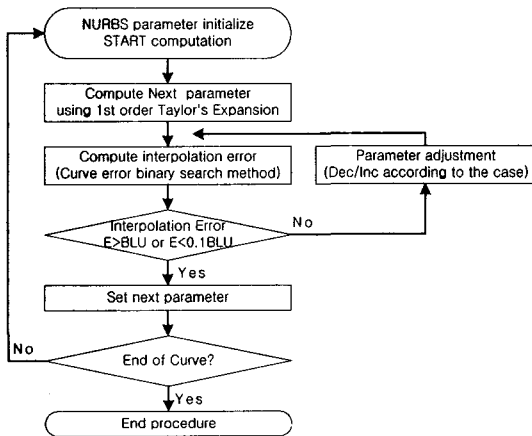 NURBS parameter initialize
START computation
Compute Next parameter
using 1st order Taylor's Expansion
Compute interpolation error
(Curve error binary search method)
Parameter adjustment
(Dec/Inc according to the case)
Interpolation Error
E>BLU or E<0.1BLU
No
Yes
Set next parameter
No
End of Curve?
Yes
End procedure